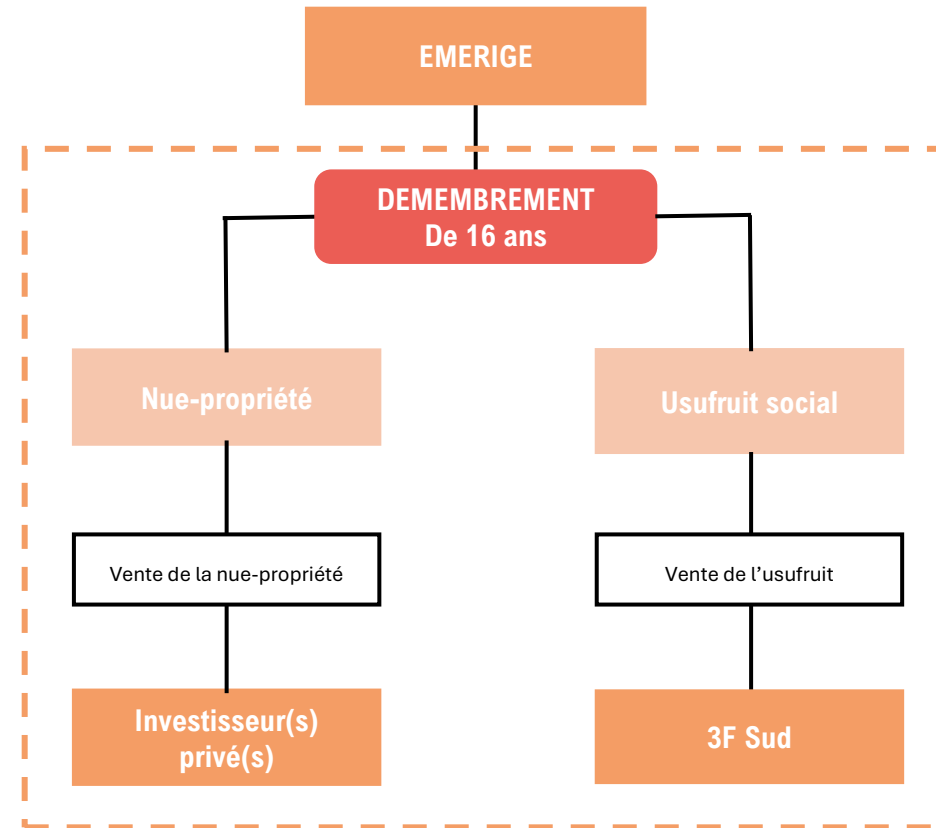 EMERIGE
DEMEMBREMENT
De 16 ans
Nue-propriété
Usufruit social
Vente de la nue-propriété
Vente de l’usufruit
Investisseur(s)
privé(s)
3F Sud